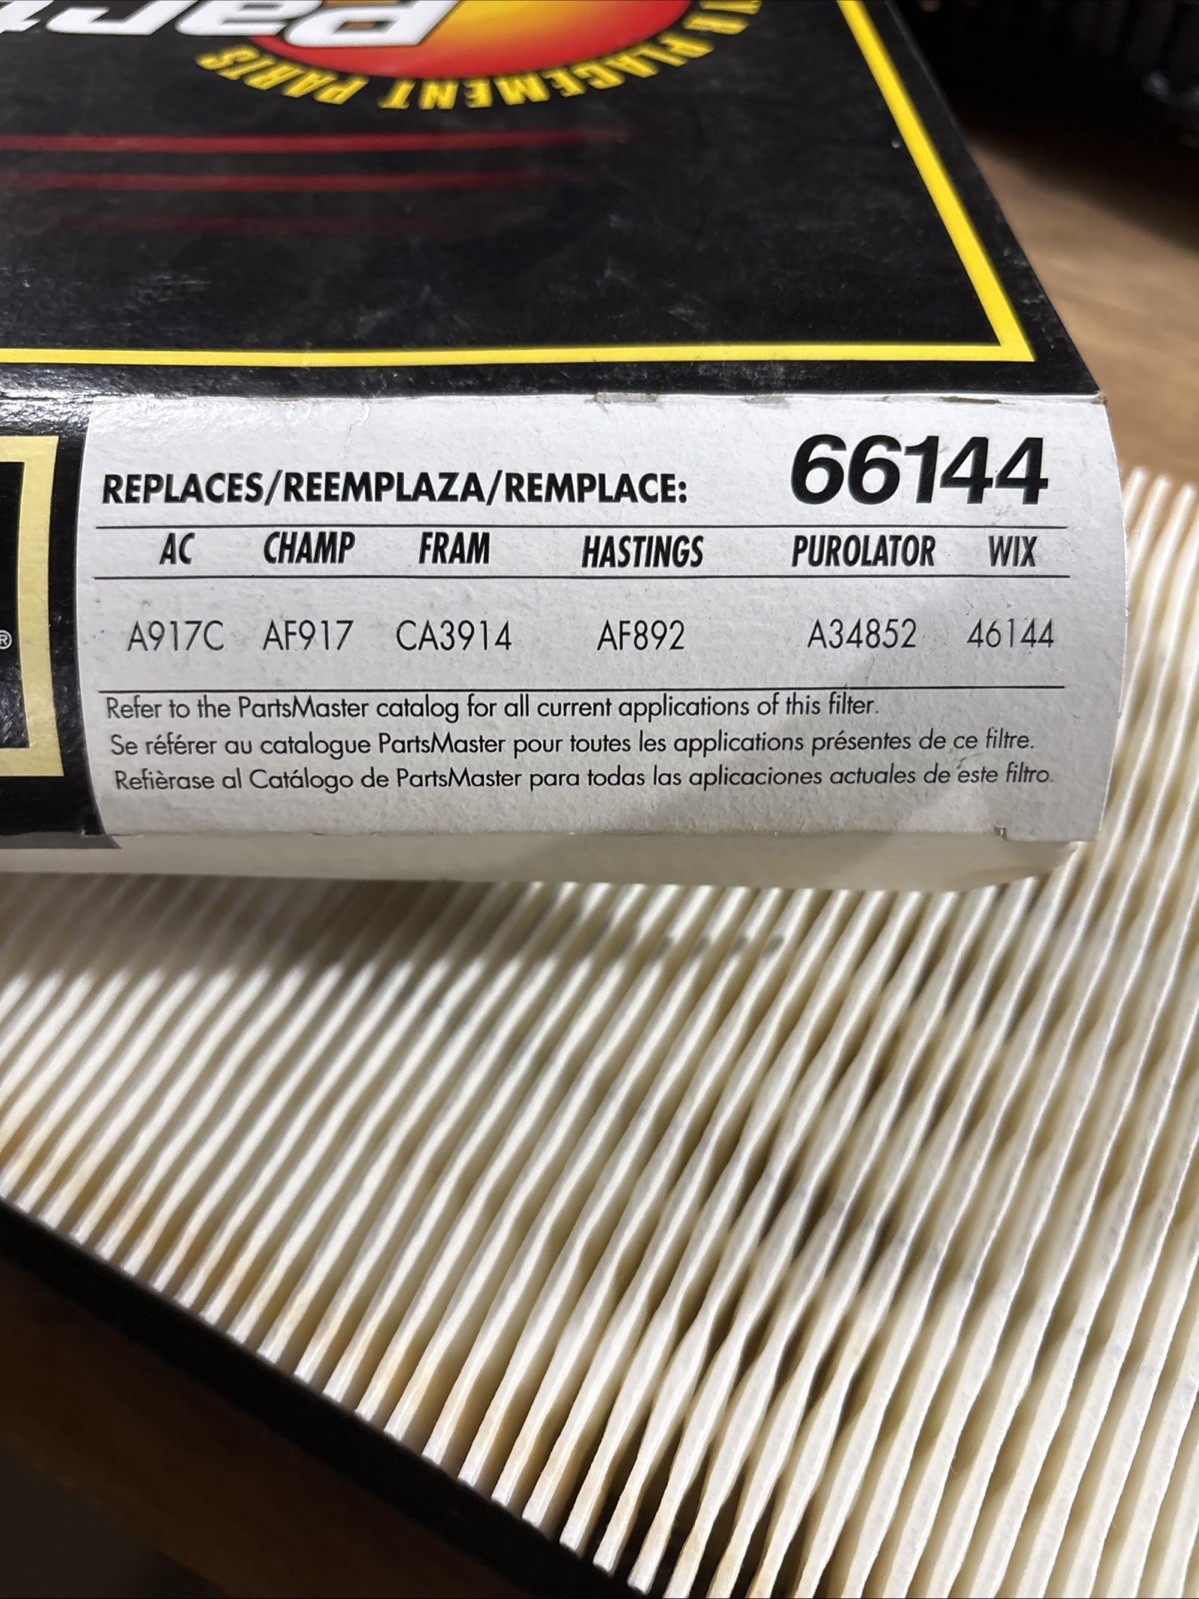 Part
PLACEMENT PARTS
REPLACES/REEMPLAZA/REMPLACE: 66144
AC CHAMP FRAM HASTINGS PUROLATOR WIX
A917C AF917 CA3914 AF892 A34852 46144
Refer to the PartsMaster catalog for all current applications of this filter.
Se référer au catalogue PartsMaster pour toutes les applications présentes de ce filtre.
Refièrase al Catálogo de PartsMaster para todas las aplicaciones actuales de este filtro.
®